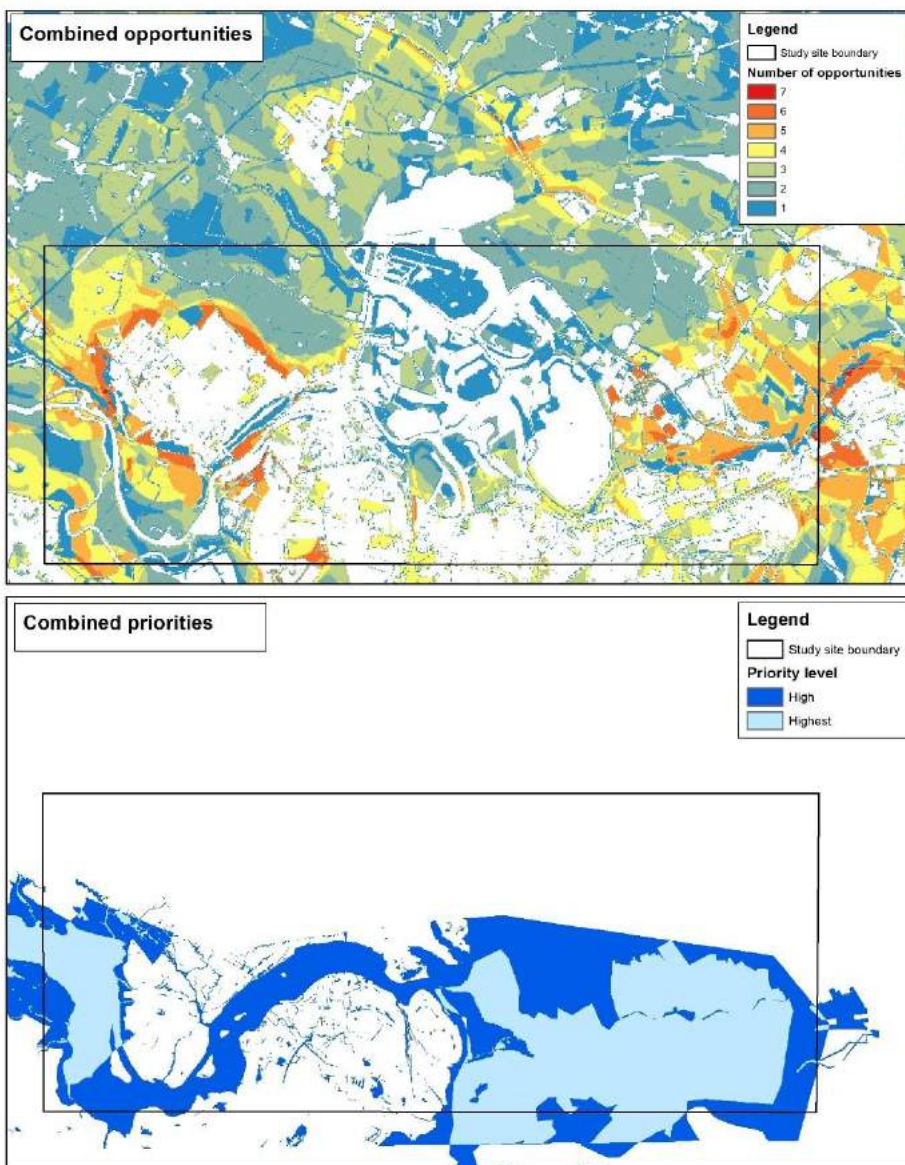 Combined opportunities
Legend
Study site boundary
Number of opportunities
7
6
5
4
3
2
1
Combined priorities
Legend
Study site boundary
Priority level
High
Highest